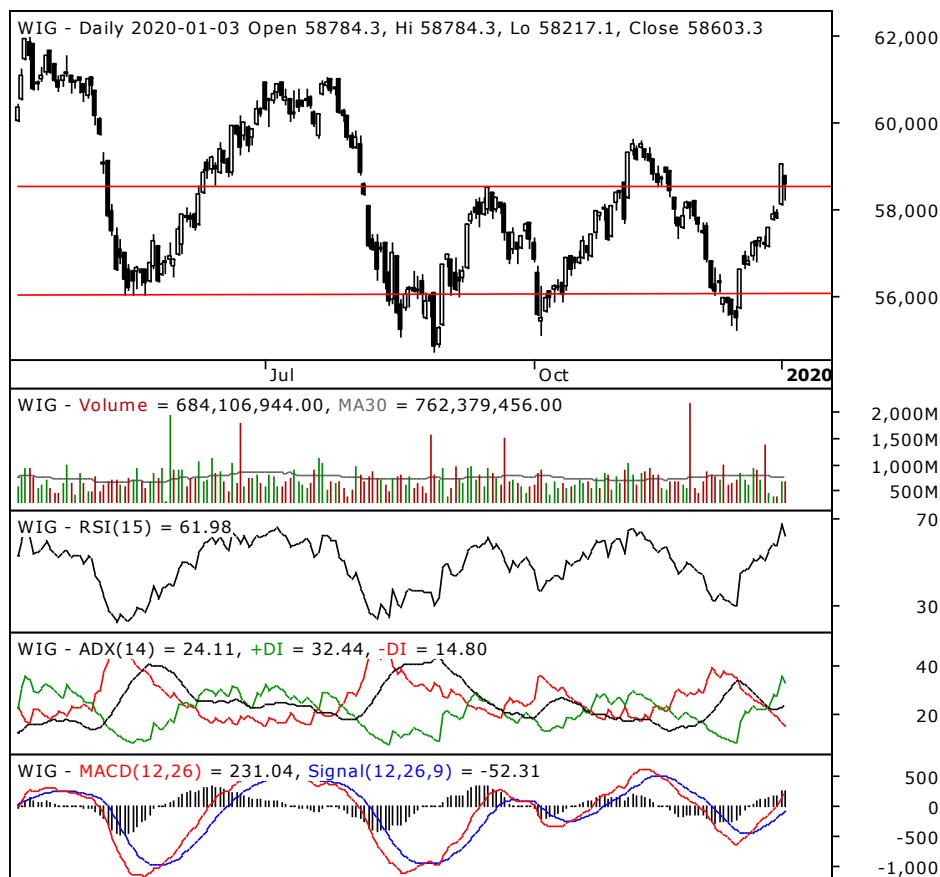 WIG - Daily 2020-01-03 Open 58784.3, Hi 58784.3, Lo 58217.1, Close 58603.3
62,000
60,000
58,000
56,000
Jul Oct 2020
WIG - Volume = 684,106,944.00, MA30 = 762,379,456.00
2,000M
1,500M
1,000M
500M
WIG - RSI(15) = 61.98
70
30
WIG - ADX(14) = 24.11, +DI = 32.44, -DI = 14.80
40
20
WIG - MACD(12,26) = 231.04, Signal(12,26,9) = -52.31
500
0
-500
-1,000